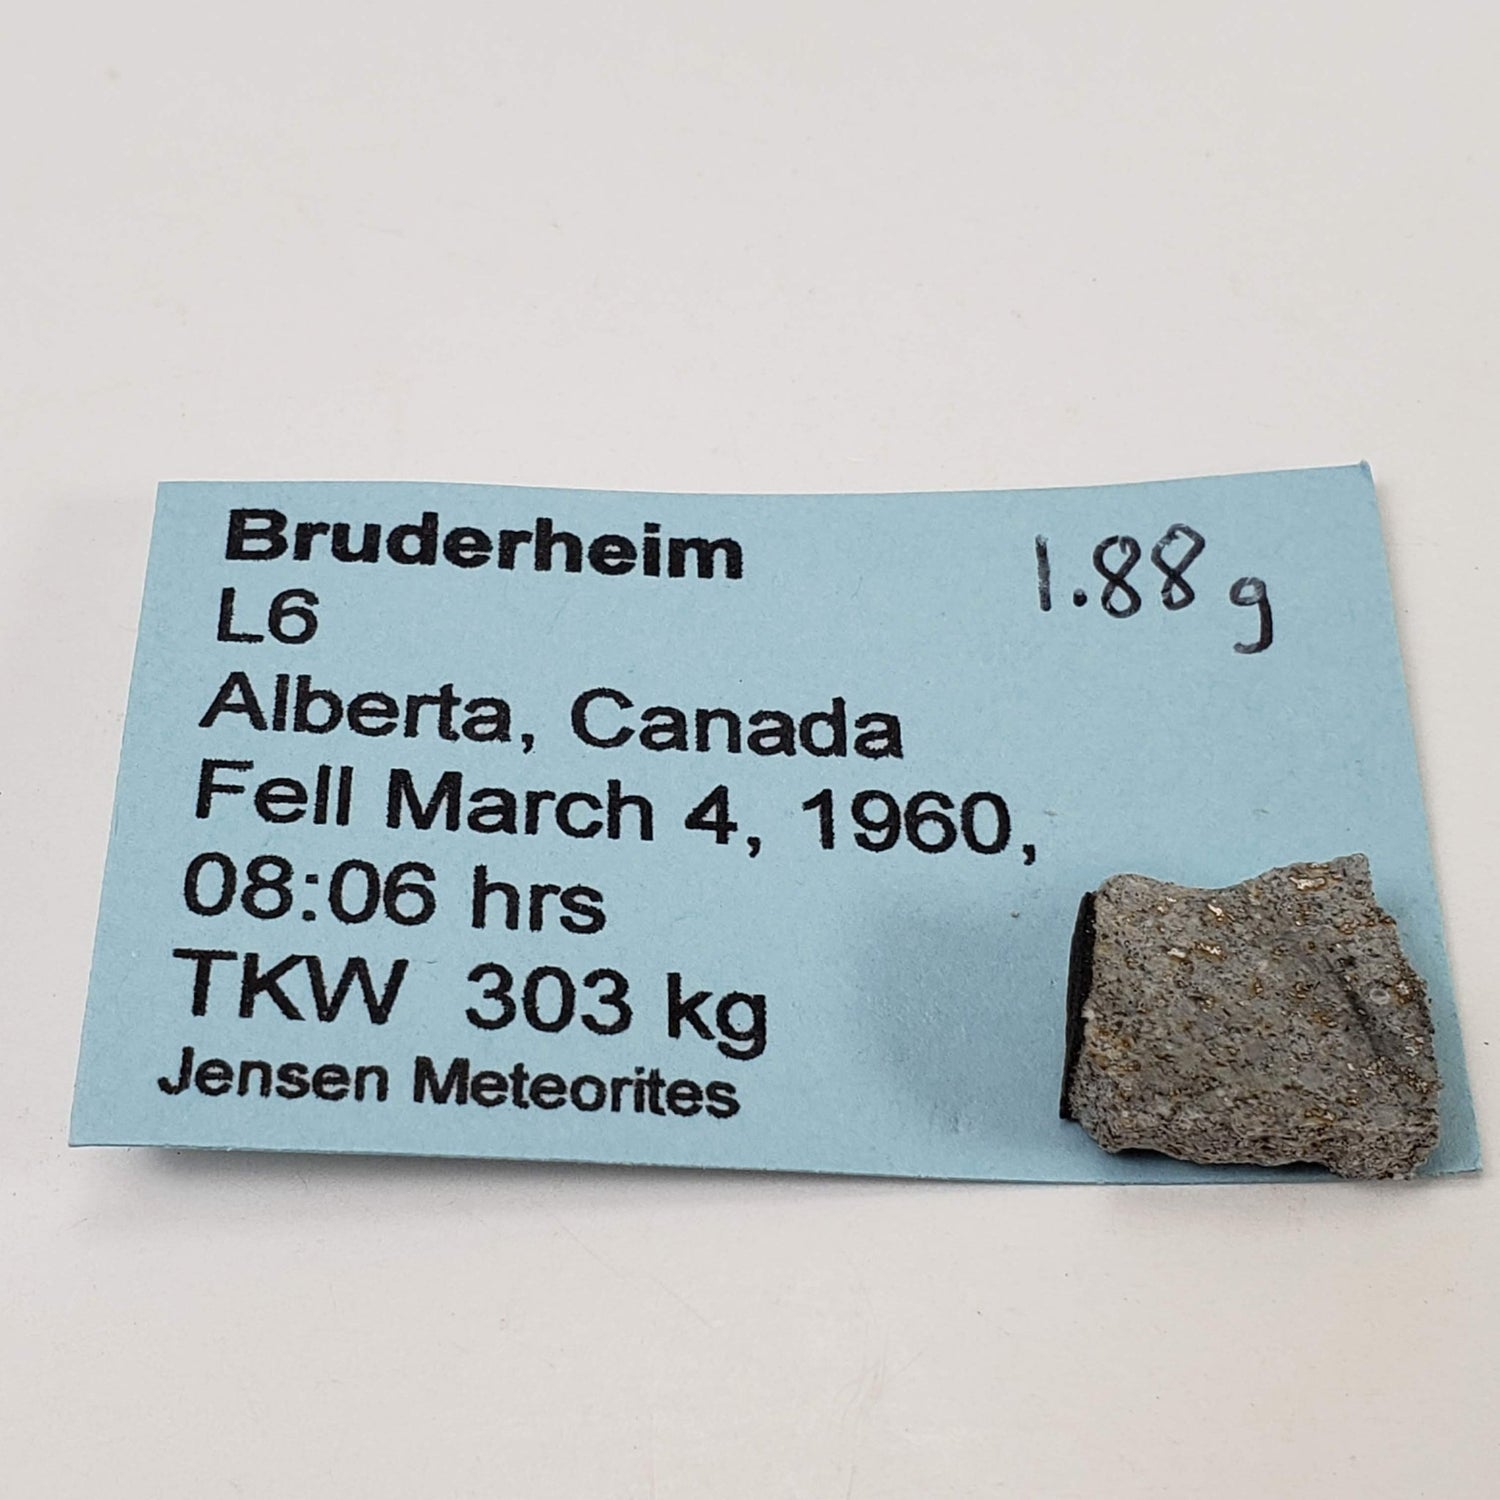 Bruderheim
1.88 g
L6
Alberta, Canada
Fell March 4, 1960,
08:06 hrs
TKW 303 kg
Jensen Meteorites